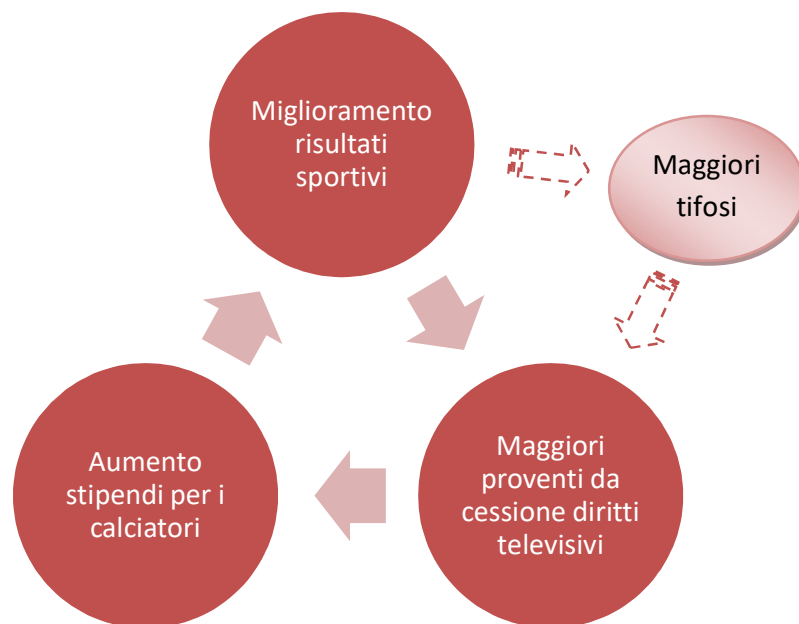 Miglioramento
risultati
sportivi
Maggiori
tifosi
Maggiori
proventi da
cessione diritti
televisivi
Aumento
stipendi per i
calciatori